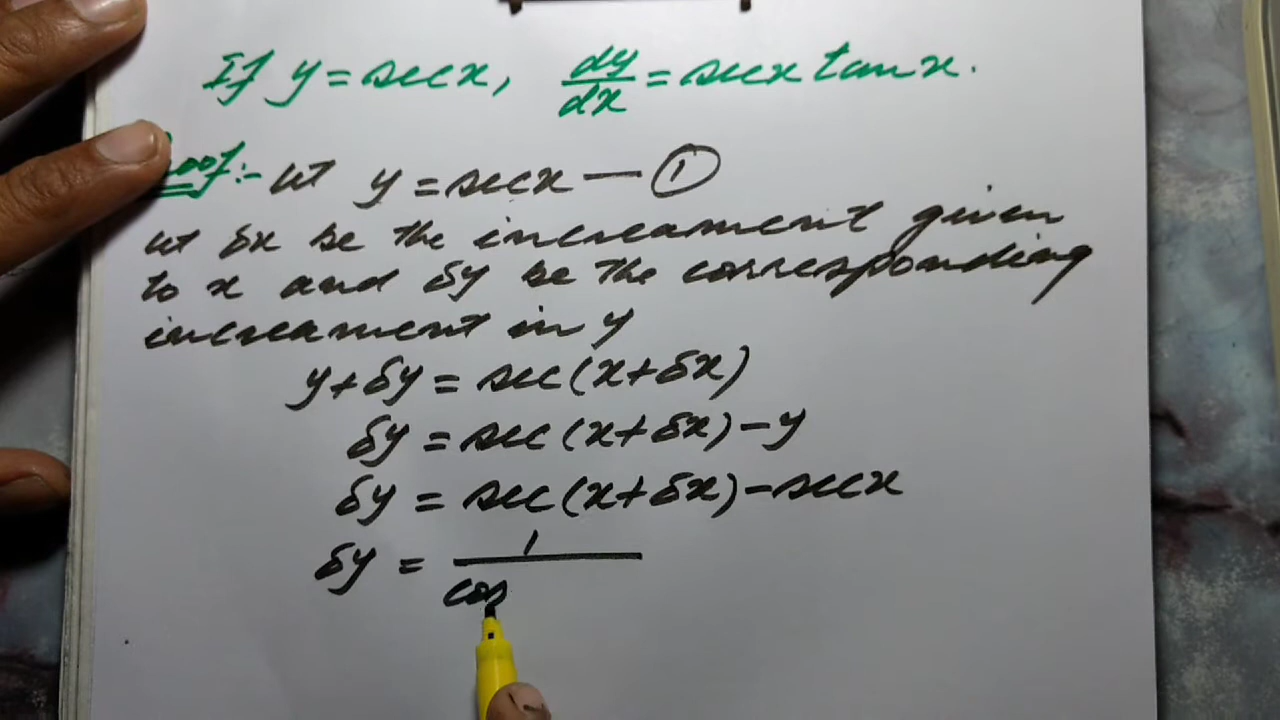 If y = sec x, dy/dx = sec x tan x.
oof:- Let y = sec x — ①
Let δx be the increament given
to x and δy be the corresponding
increament in y
y + δy = sec(x + δx)
δy = sec(x + δx) - y
δy = sec(x + δx) - sec x
δy = 1/cos